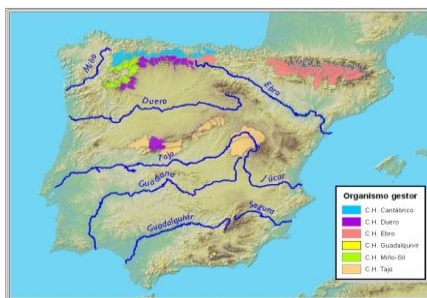 Miño
Ebro
Duero
Tajo
Guadiana
Júcar
Segura
Guadalquivir
Organismo gestor
C.H. Cantábrico
C.H. Duero
C.H. Ebro
C.H. Guadalquivir
C.H. Miño-Sil
C.H. Tajo